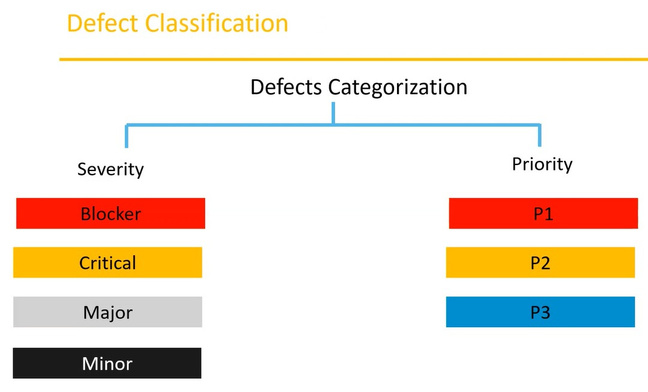 Defect Classification
Defects Categorization
Severity
Priority
Blocker
P1
Critical
P2
Major
P3
Minor